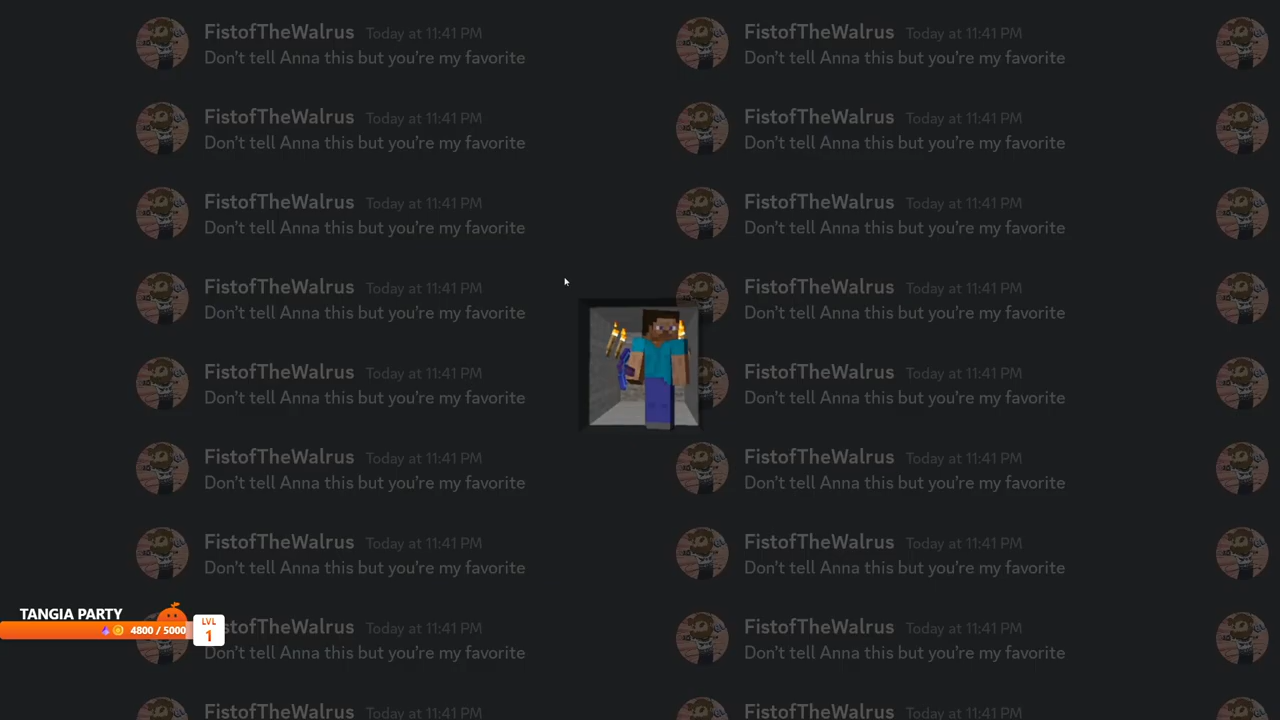 FistofTheWalrus Today at 11:41 PM FistofTheWalrus Today at 11:41 PM
Don't tell Anna this but you're my favorite Don't tell Anna this but you're my favorite
FistofTheWalrus Today at 11:41 PM FistofTheWalrus Today at 11:41 PM
Don't tell Anna this but you're my favorite Don't tell Anna this but you're my favorite
FistofTheWalrus Today at 11:41 PM FistofTheWalrus Today at 11:41 PM
Don't tell Anna this but you're my favorite Don't tell Anna this but you're my favorite
FistofTheWalrus Today at 11:41 PM FistofTheWalrus Today at 11:41 PM
Don't tell Anna this but you're my favorite Don't tell Anna this but you're my favorite
FistofTheWalrus Today at 11:41 PM FistofTheWalrus Today at 11:41 PM
Don't tell Anna this but you're my favorite Don't tell Anna this but you're my favorite
FistofTheWalrus Today at 11:41 PM FistofTheWalrus Today at 11:41 PM
Don't tell Anna this but you're my favorite Don't tell Anna this but you're my favorite
FistofTheWalrus Today at 11:41 PM FistofTheWalrus Today at 11:41 PM
Don't tell Anna this but you're my favorite Don't tell Anna this but you're my favorite
TANGIA PARTY
4800 / 5000
LVL
1
stofTheWalrus Today at 11:41 PM FistofTheWalrus Today at 11:41 PM
Don't tell Anna this but you're my favorite Don't tell Anna this but you're my favorite
FistofTheWalrus Today at 11:41 PM FistofTheWalrus Today at 11:41 PM